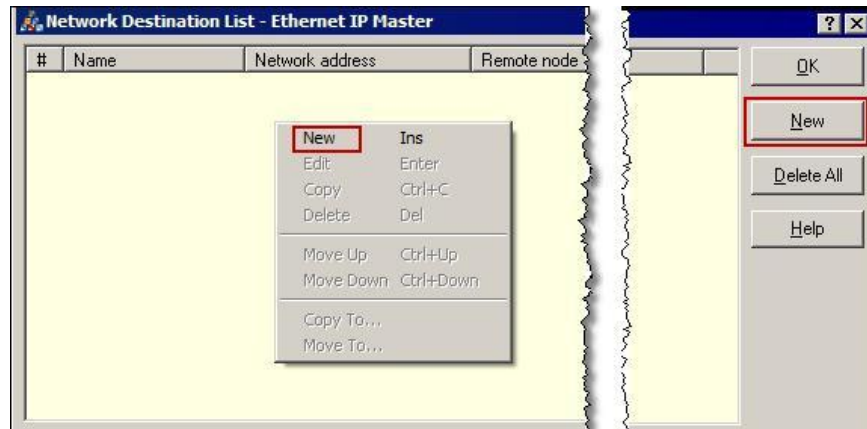 Network Destination List - Ethernet IP Master ? X
# Name Network address Remote node
OK
New
Delete All
Help
New Ins
Edit Enter
Copy Ctrl+C
Delete Del
Move Up Ctrl+Up
Move Down Ctrl+Down
Copy To...
Move To...